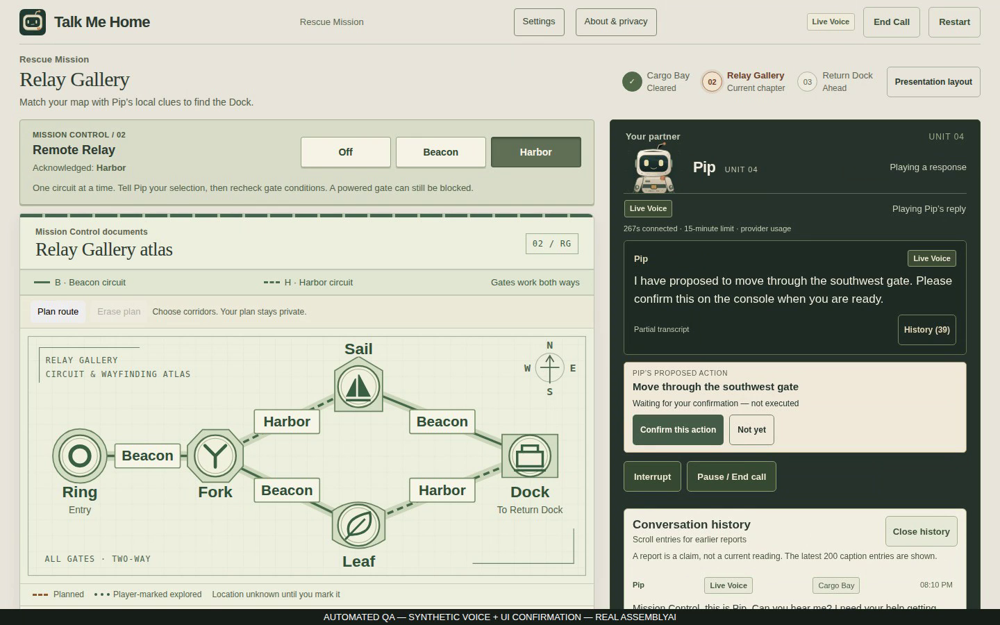 Talk Me Home
Rescue Mission
Settings
About & privacy
Live Voice
End Call
Restart
Rescue Mission
Relay Gallery
Match your map with Pip's local clues to find the Dock.
✓
Cargo Bay
Cleared
02
Relay Gallery
Current chapter
03
Return Dock
Ahead
Presentation layout
MISSION CONTROL / 02
Remote Relay
Acknowledged: Harbor
Off
Beacon
Harbor
One circuit at a time. Tell Pip your selection, then recheck gate conditions. A powered gate can still be blocked.
Mission Control documents
Relay Gallery atlas
02 / RG
B · Beacon circuit
H · Harbor circuit
Gates work both ways
Plan route
Erase plan
Choose corridors. Your plan stays private.
RELAY GALLERY
CIRCUIT & WAYFINDING ATLAS
Sail
N
W
E
S
Harbor
Beacon
Beacon
Ring
Entry
Fork
Beacon
Harbor
Dock
To Return Dock
Leaf
ALL GATES · TWO-WAY
Planned
Player-marked explored
Location unknown until you mark it
Your partner
UNIT 04
Pip
UNIT 04
Playing a response
Live Voice
Playing Pip's reply
267s connected · 15-minute limit · provider usage
Pip
Live Voice
I have proposed to move through the southwest gate. Please
confirm this on the console when you are ready.
Partial transcript
History (39)
PIP'S PROPOSED ACTION
Move through the southwest gate
Waiting for your confirmation — not executed
Confirm this action
Not yet
Interrupt
Pause / End call
Conversation history
Scroll entries for earlier reports
Close history
A report is a claim, not a current reading. The latest 200 caption entries are shown.
Pip
Live Voice
Cargo Bay
08:10 PM
Mission Control, this is Pip. Can you hear me? I need your help getting
AUTOMATED QA — SYNTHETIC VOICE + UI CONFIRMATION — REAL ASSEMBLYAI